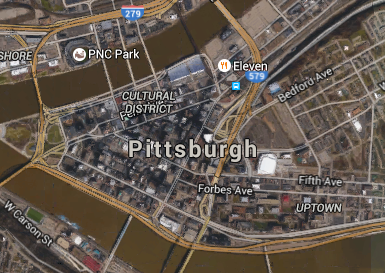 279
PNC Park
SHORE
Eleven
579
CULTURAL
DISTRICT
Bedford Ave
Pittsburgh
Fifth Ave
Forbes Ave
UPTOWN
W Carson St